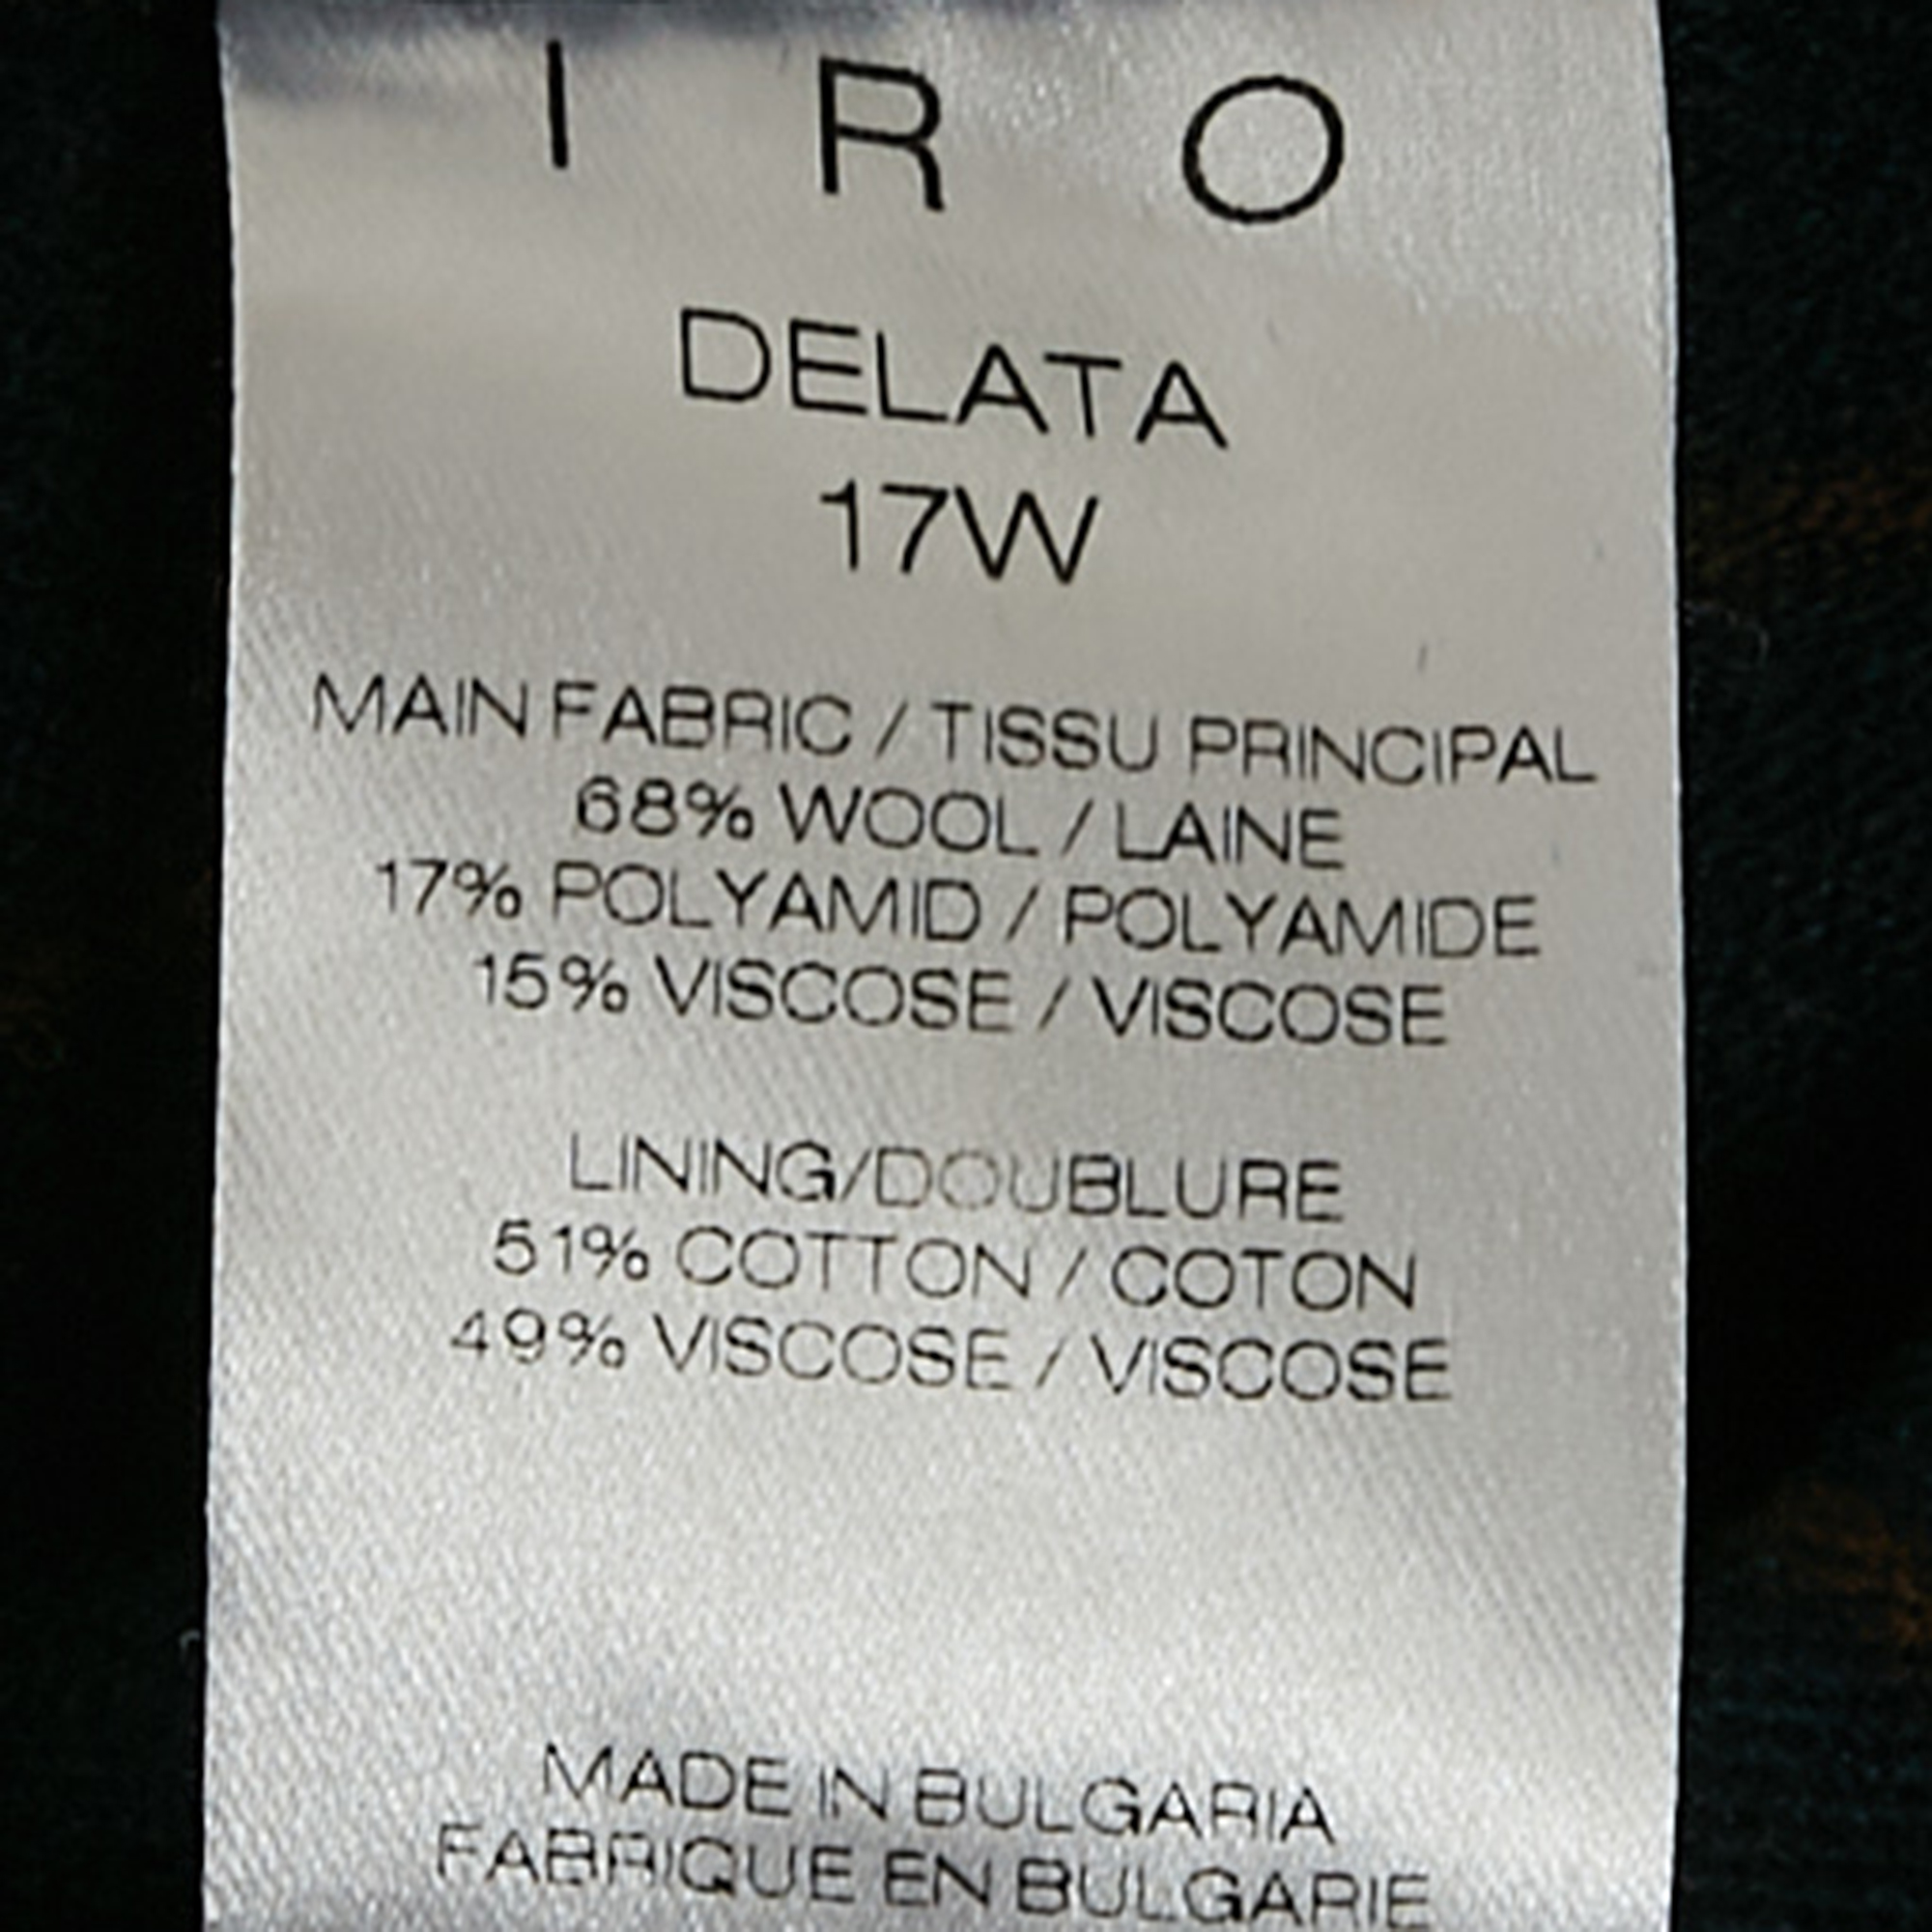 I R O
DELATA
17W
MAIN FABRIC / TISSU PRINCIPAL
68% WOOL / LAINE
17% POLYAMID / POLYAMIDE
15% VISCOSE / VISCOSE
LINING/DOUBLURE
51% COTTON / COTON
49% VISCOSE / VISCOSE
MADE IN BULGARIA
FABRIQUE EN BULGARIE